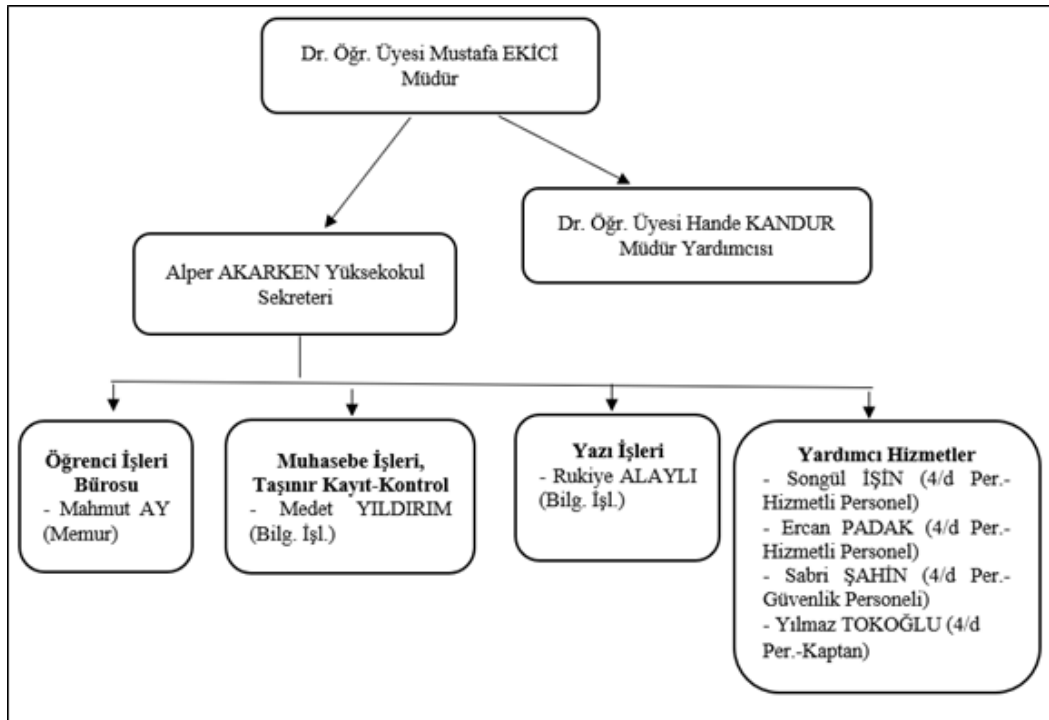 Dr. Öğr. Üyesi Mustafa EKİCİ
Müdür
Dr. Öğr. Üyesi Hande KANDUR
Müdür Yardımcısı
Alper AKARKEN Yüksekokul
Sekreteri
Öğrenci İşleri
Bürosu
- Mahmut AY
(Memur)
Muhasebe İşleri,
Taşınır Kayıt-Kontrol
- Medet YILDIRIM
(Bilg. İşl.)
Yazı İşleri
- Rukiye ALAYLI
(Bilg. İşl.)
Yardımcı Hizmetler
- Songül İŞİN (4/d Per.-
Hizmetli Personel)
- Ercan PADAK (4/d Per.-
Hizmetli Personel)
- Sabri ŞAHİN (4/d Per.-
Güvenlik Personeli)
- Yılmaz TOKOĞLU (4/d
Per.-Kaptan)